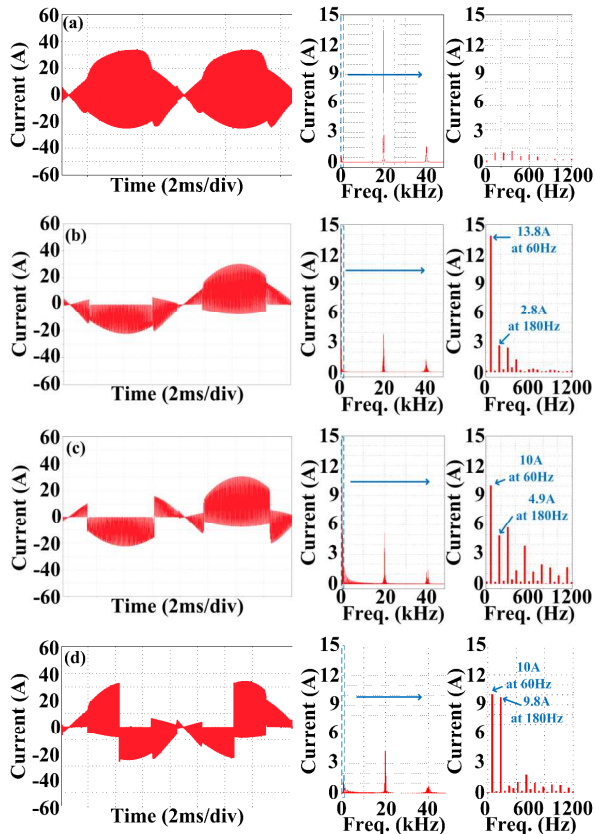 (a)
Current (A)
60
40
20
0
-20
-40
-60
Time (2ms/div)
Current (A)
15
12
9
6
3
0
0
20
40
Freq. (kHz)
Current (A)
15
12
9
6
3
0
0
600
1200
Freq. (Hz)
(b)
Current (A)
60
40
20
0
-20
-40
-60
Time (2ms/div)
Current (A)
15
12
9
6
3
0
0
20
40
Freq. (kHz)
Current (A)
15
12
9
6
3
0
13.8A
at 60Hz
2.8A
at 180Hz
0
600
1200
Freq. (Hz)
(c)
Current (A)
60
40
20
0
-20
-40
-60
Time (2ms/div)
Current (A)
15
12
9
6
3
0
0
20
40
Freq. (kHz)
Current (A)
15
12
9
6
3
0
10A
at 60Hz
4.9A
at 180Hz
0
600
1200
Freq. (Hz)
(d)
Current (A)
60
40
20
0
-20
-40
-60
Time (2ms/div)
Current (A)
15
12
9
6
3
0
0
20
40
Freq. (kHz)
Current (A)
15
12
9
6
3
0
10A
at 60Hz
9.8A
at 180Hz
0
600
1200
Freq. (Hz)